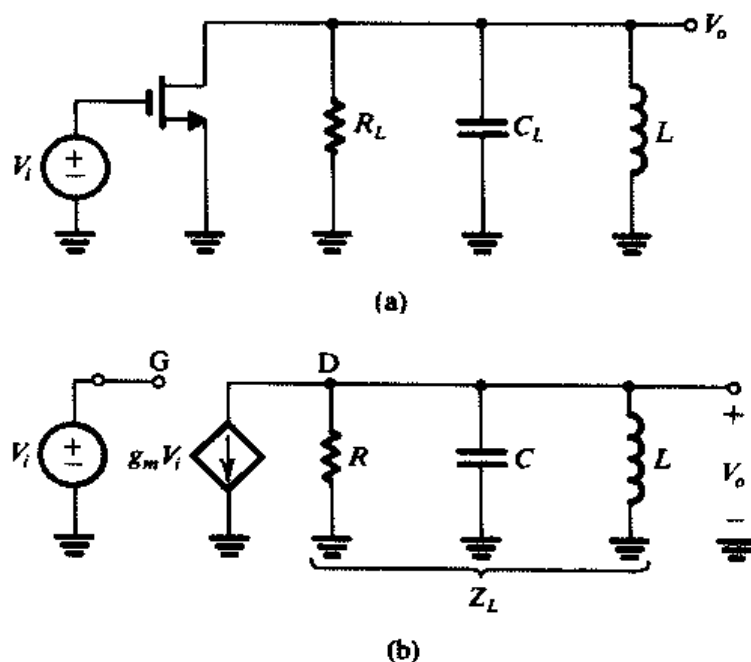 V_o
R_L
C_L
L
V_i
+
−
(a)
G
D
V_i
+
−
g_m V_i
R
C
L
+
V_o
−
Z_L
(b)